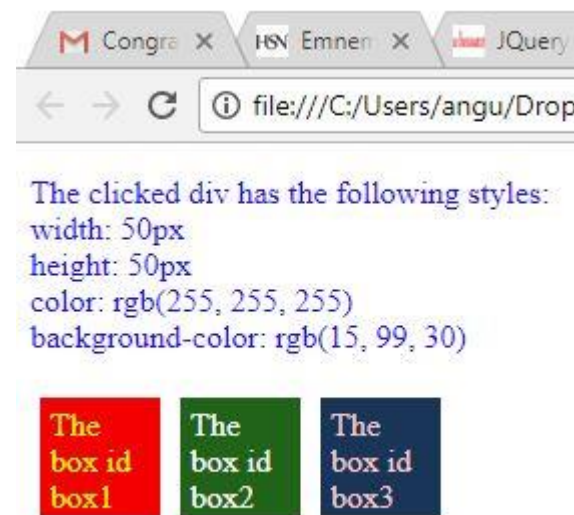 Congra HSN Emnem JQuery
file:///C:/Users/angu/Drop
The clicked div has the following styles:
width: 50px
height: 50px
color: rgb(255, 255, 255)
background-color: rgb(15, 99, 30)
The The The
box id box id box id
box1 box2 box3